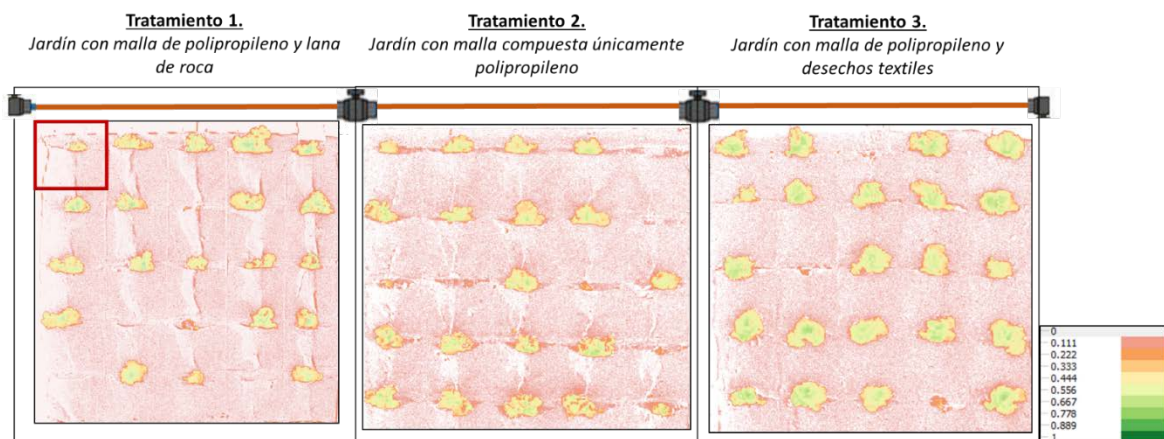 Tratamiento 1.
Jardín con malla de polipropileno y lana
de roca
Tratamiento 2.
Jardín con malla compuesta únicamente
polipropileno
Tratamiento 3.
Jardín con malla de polipropileno y
desechos textiles
0
0.111
0.222
0.333
0.444
0.556
0.667
0.778
0.889
1